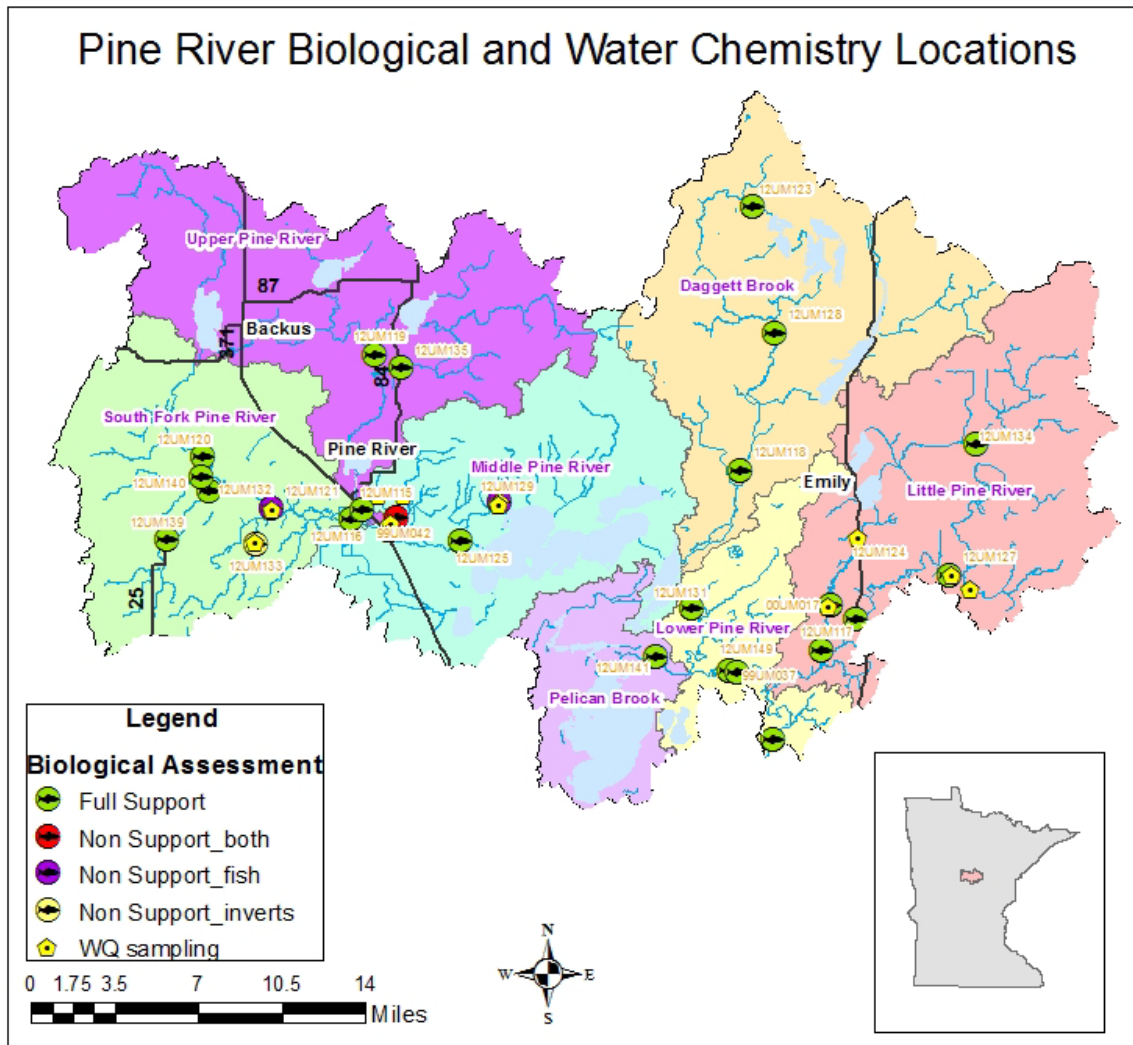 Pine River Biological and Water Chemistry Locations
12UM123
Upper Pine River
87
Daggett Brook
Backus
12UM128
371
12UM119
12UM135
84
South Fork Pine River
12UM120
Pine River
Middle Pine River
12UM118
Emily
12UM134
Little Pine River
12UM140
12UM132
12UM121
12UM115
12UM129
12UM139
12UM116
99UM042
12UM125
12UM124
12UM127
12UM133
25
12UM131
00UM017
Lower Pine River
12UM117
12UM141
12UM149
99UM037
Pelican Brook
Legend
Biological Assessment
Full Support
Non Support_both
Non Support_fish
Non Support_inverts
WQ sampling
0 1.75 3.5 7 10.5 14
Miles
N
W E
S